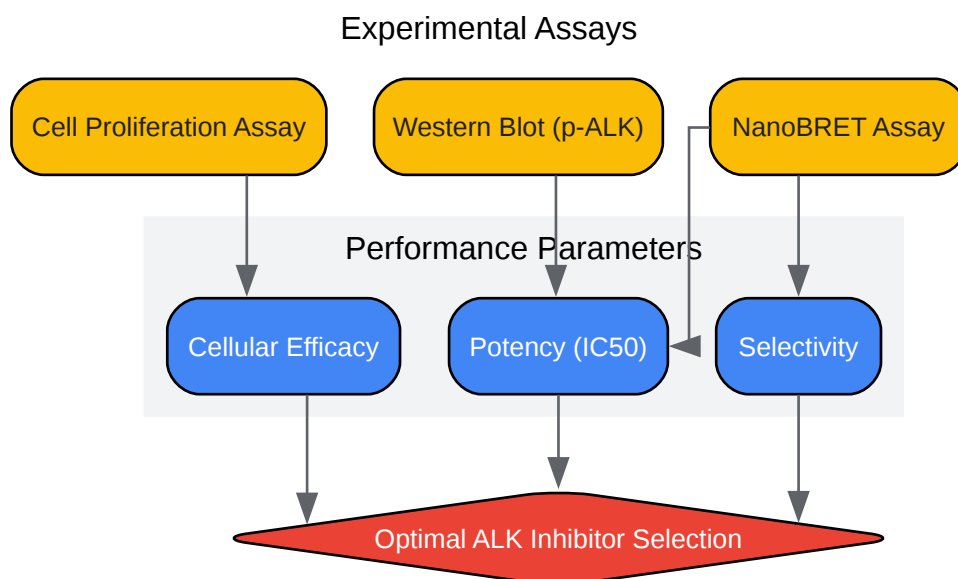 Experimental Assays
Cell Proliferation Assay
Western Blot (p-ALK)
NanoBRET Assay
Performance Parameters
Cellular Efficacy
Potency (IC50)
Selectivity
Optimal ALK Inhibitor Selection